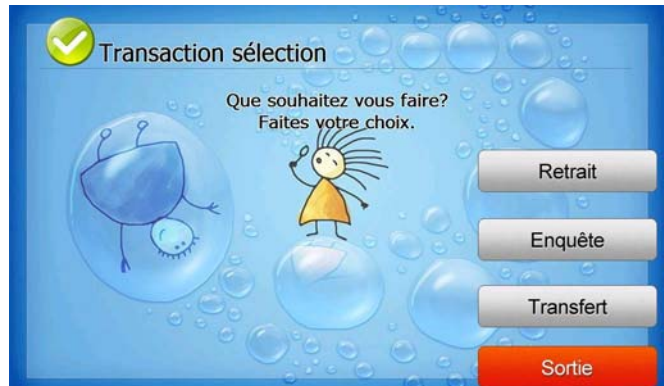 Transaction sélection
Que souhaitez vous faire?
Faites votre choix.
Retrait
Enquête
Transfert
Sortie